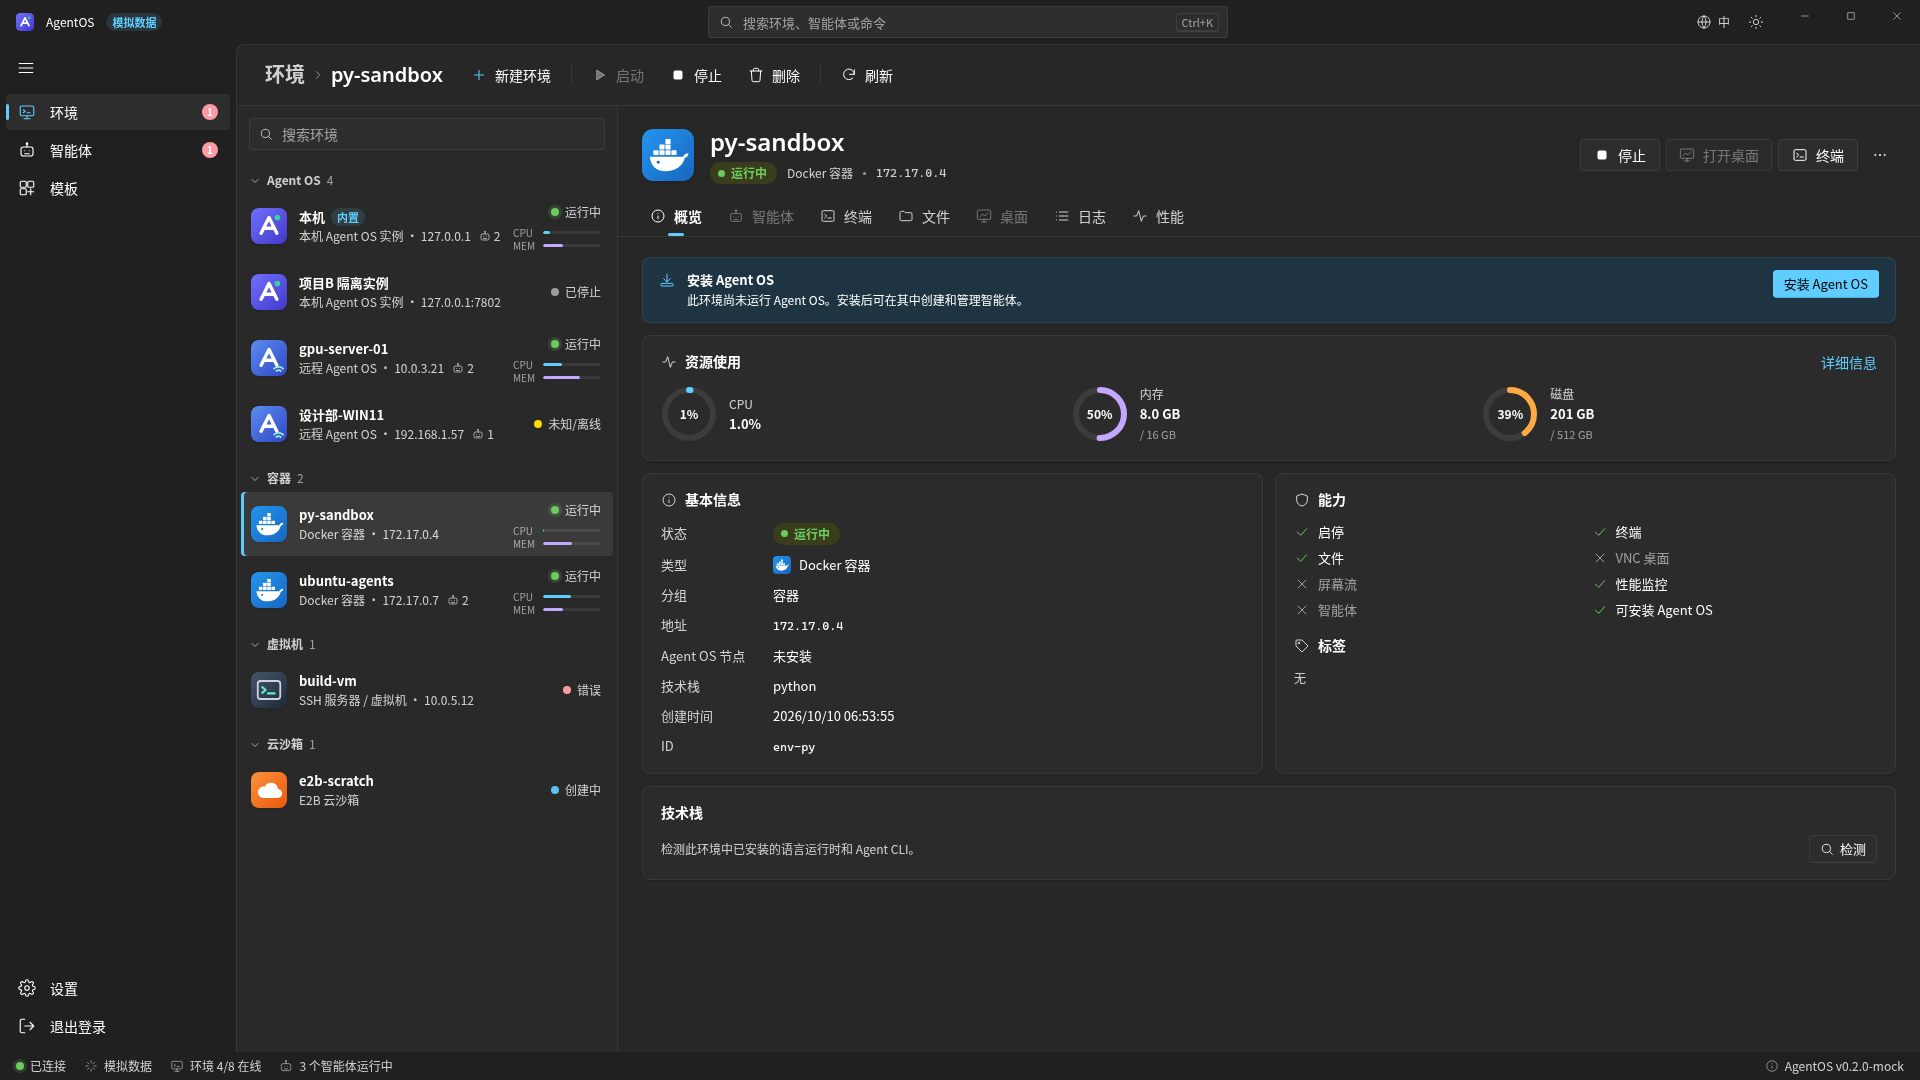 AgentOS 模拟数据
搜索环境、智能体或命令 Ctrl+K
中
环境 1
智能体 1
模板
设置
退出登录
环境 › py-sandbox
新建环境 启动 停止 删除 刷新
搜索环境
Agent OS 4
本机 内置 运行中
本机 Agent OS 实例 • 127.0.0.1 2
CPU
MEM
项目B 隔离实例
本机 Agent OS 实例 • 127.0.0.1:7802
已停止
gpu-server-01 运行中
远程 Agent OS • 10.0.3.21 2
CPU
MEM
设计部-WIN11
远程 Agent OS • 192.168.1.57 1
未知/离线
容器 2
py-sandbox 运行中
Docker 容器 • 172.17.0.4
CPU
MEM
ubuntu-agents 运行中
Docker 容器 • 172.17.0.7 2
CPU
MEM
虚拟机 1
build-vm
SSH 服务器 / 虚拟机 • 10.0.5.12
错误
云沙箱 1
e2b-scratch
E2B 云沙箱
创建中
py-sandbox
运行中 Docker 容器 • 172.17.0.4
停止 打开桌面 终端 ···
概览 智能体 终端 文件 桌面 日志 性能
安装 Agent OS
此环境尚未运行 Agent OS。安装后可在其中创建和管理智能体。
安装 Agent OS
资源使用 详细信息
1% CPU
1.0%
50% 内存
8.0 GB
/ 16 GB
39% 磁盘
201 GB
/ 512 GB
基本信息
状态 运行中
类型 Docker 容器
分组 容器
地址 172.17.0.4
Agent OS 节点 未安装
技术栈 python
创建时间 2026/10/10 06:53:55
ID env-py
能力
启停 终端
文件 VNC 桌面
屏幕流 性能监控
智能体 可安装 Agent OS
标签
无
技术栈
检测此环境中已安装的语言运行时和 Agent CLI。
检测
已连接 模拟数据 环境 4/8 在线 3 个智能体运行中
AgentOS v0.2.0-mock